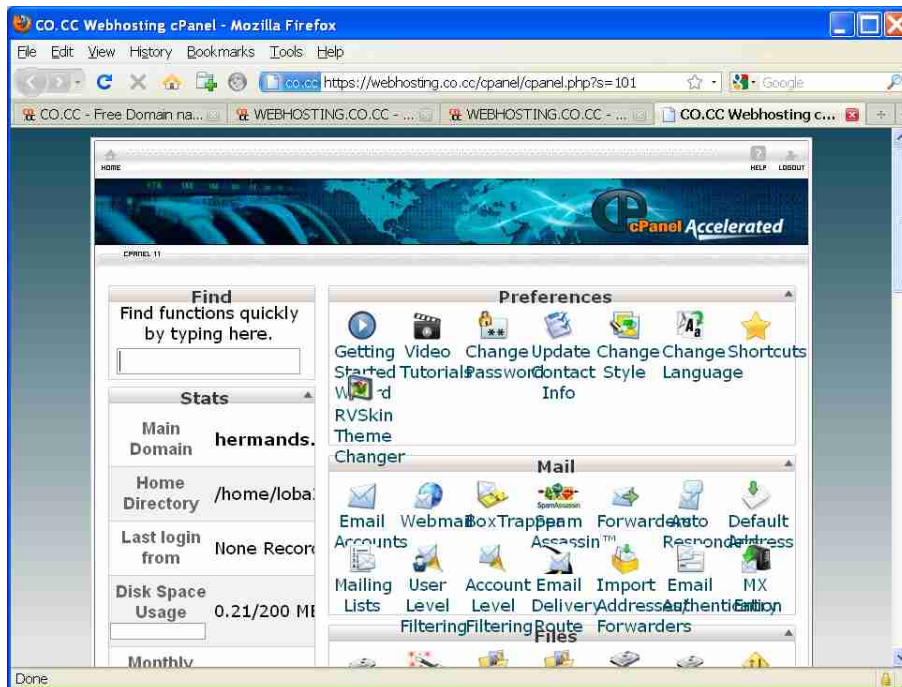 CO.CC Webhosting cPanel - Mozilla Firefox
File Edit View History Bookmarks Tools Help
co.cc https://webhosting.co.cc/cpanel/cpanel.php?s=101 Google
CO.CC - Free Domain na... WEBHOSTING.CO.CC - ... WEBHOSTING.CO.CC - ... CO.CC Webhosting c...
HOME HELP LOGOUT
cPanel Accelerated
CPANEL 11
Find
Find functions quickly
by typing here.
Stats
Main
Domain
hermands.
Home
Directory
/home/loba
Last login
from
None Recor
Disk Space
Usage
0.21/200 M
Monthly
Preferences
Getting
Started
Wizard
Video
Tutorials
Change
Password
Update
Contact
Info
Change
Style
Change
Language
Shortcuts
RVSkin
Theme
Changer
Mail
Email
Accounts
Webmail
BoxTrapper
SpamAssassin
Spam
Assassin™
Forwarders
Auto
Responders
Default
Address
Mailing
Lists
User
Level
Filtering
Account
Level
Filtering
Email
Delivery
Route
Import
Addresses/
Forwarders
Email
Authentication
MX
Entry
Files
Done